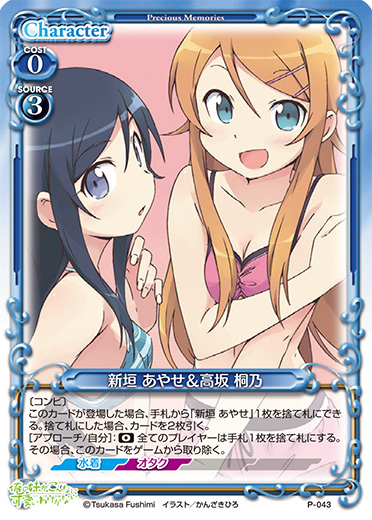 Precious Memories
Character
COST
0
SOURCE
3
新垣 あやせ&高坂 桐乃
[コンビ]
このカードが登場した場合、手札から「新垣 あやせ」1枚を捨て札にでき
る。捨て札にした場合、カードを2枚引く。
[アプローチ/自分]: 全てのプレイヤーは手札1枚を捨て札にする。
その場合、このカードをゲームから取り除く。
水着 オタク
©Tsukasa Fushimi イラスト/かんざきひろ P-043